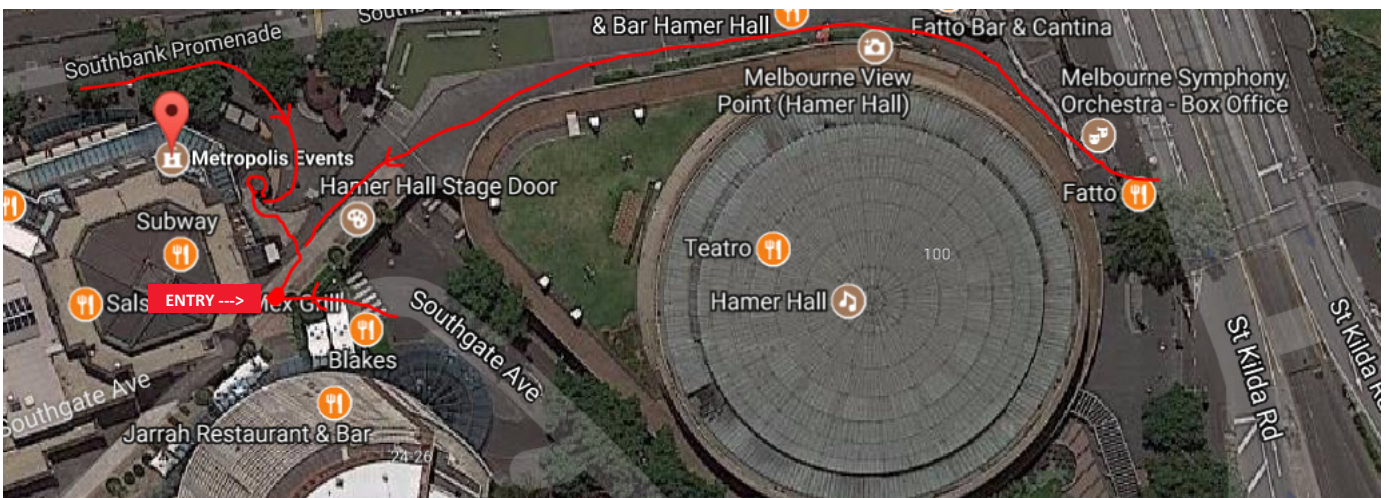 Southbank Promenade
& Bar Hamer Hall
Fatto Bar & Cantina
Melbourne View
Point (Hamer Hall)
Melbourne Symphony,
Orchestra - Box Office
Metropolis Events
Hamer Hall Stage Door
Subway
Fatto
Teatro
100
Hamer Hall
ENTRY --->
Mex Grill
Southgate Ave
Blakes
Southgate Ave
Jarrah Restaurant & Bar
24-26
St Kilda Rd
St Kilda